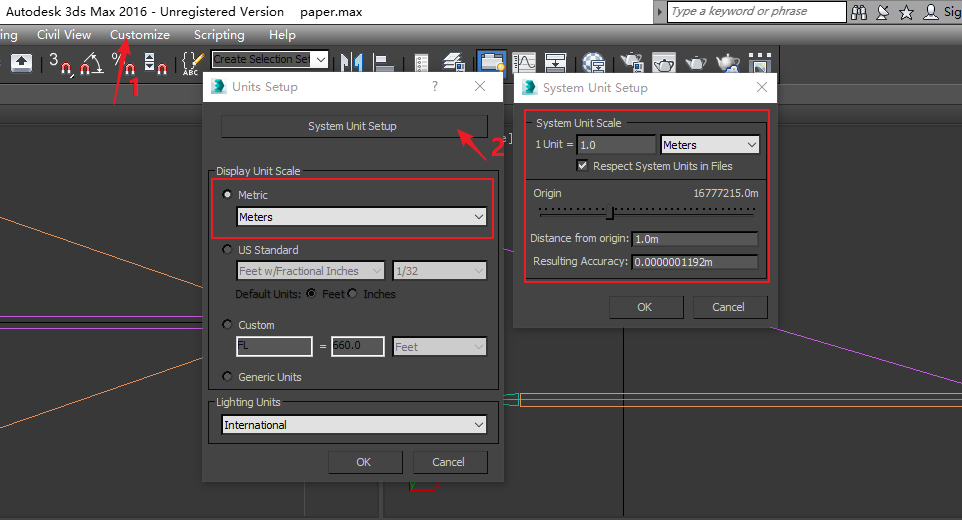 Autodesk 3ds Max 2016 - Unregistered Version paper.max
Type a keyword or phrase
Sig
ng Civil View Customize Scripting Help
3
%
ABC
Create Selection Set
1
Units Setup ? ×
System Unit Setup
2
Display Unit Scale
Metric
Meters
US Standard
Feet w/Fractional Inches 1/32
Default Units: Feet Inches
Custom
FL = 660.0 Feet
Generic Units
Lighting Units
International
OK Cancel
e]
System Unit Setup ×
System Unit Scale
1 Unit = 1.0 Meters
Respect System Units in Files
Origin 16777215.0m
Distance from origin: 1.0m
Resulting Accuracy: 0.0000001192m
OK Cancel
y